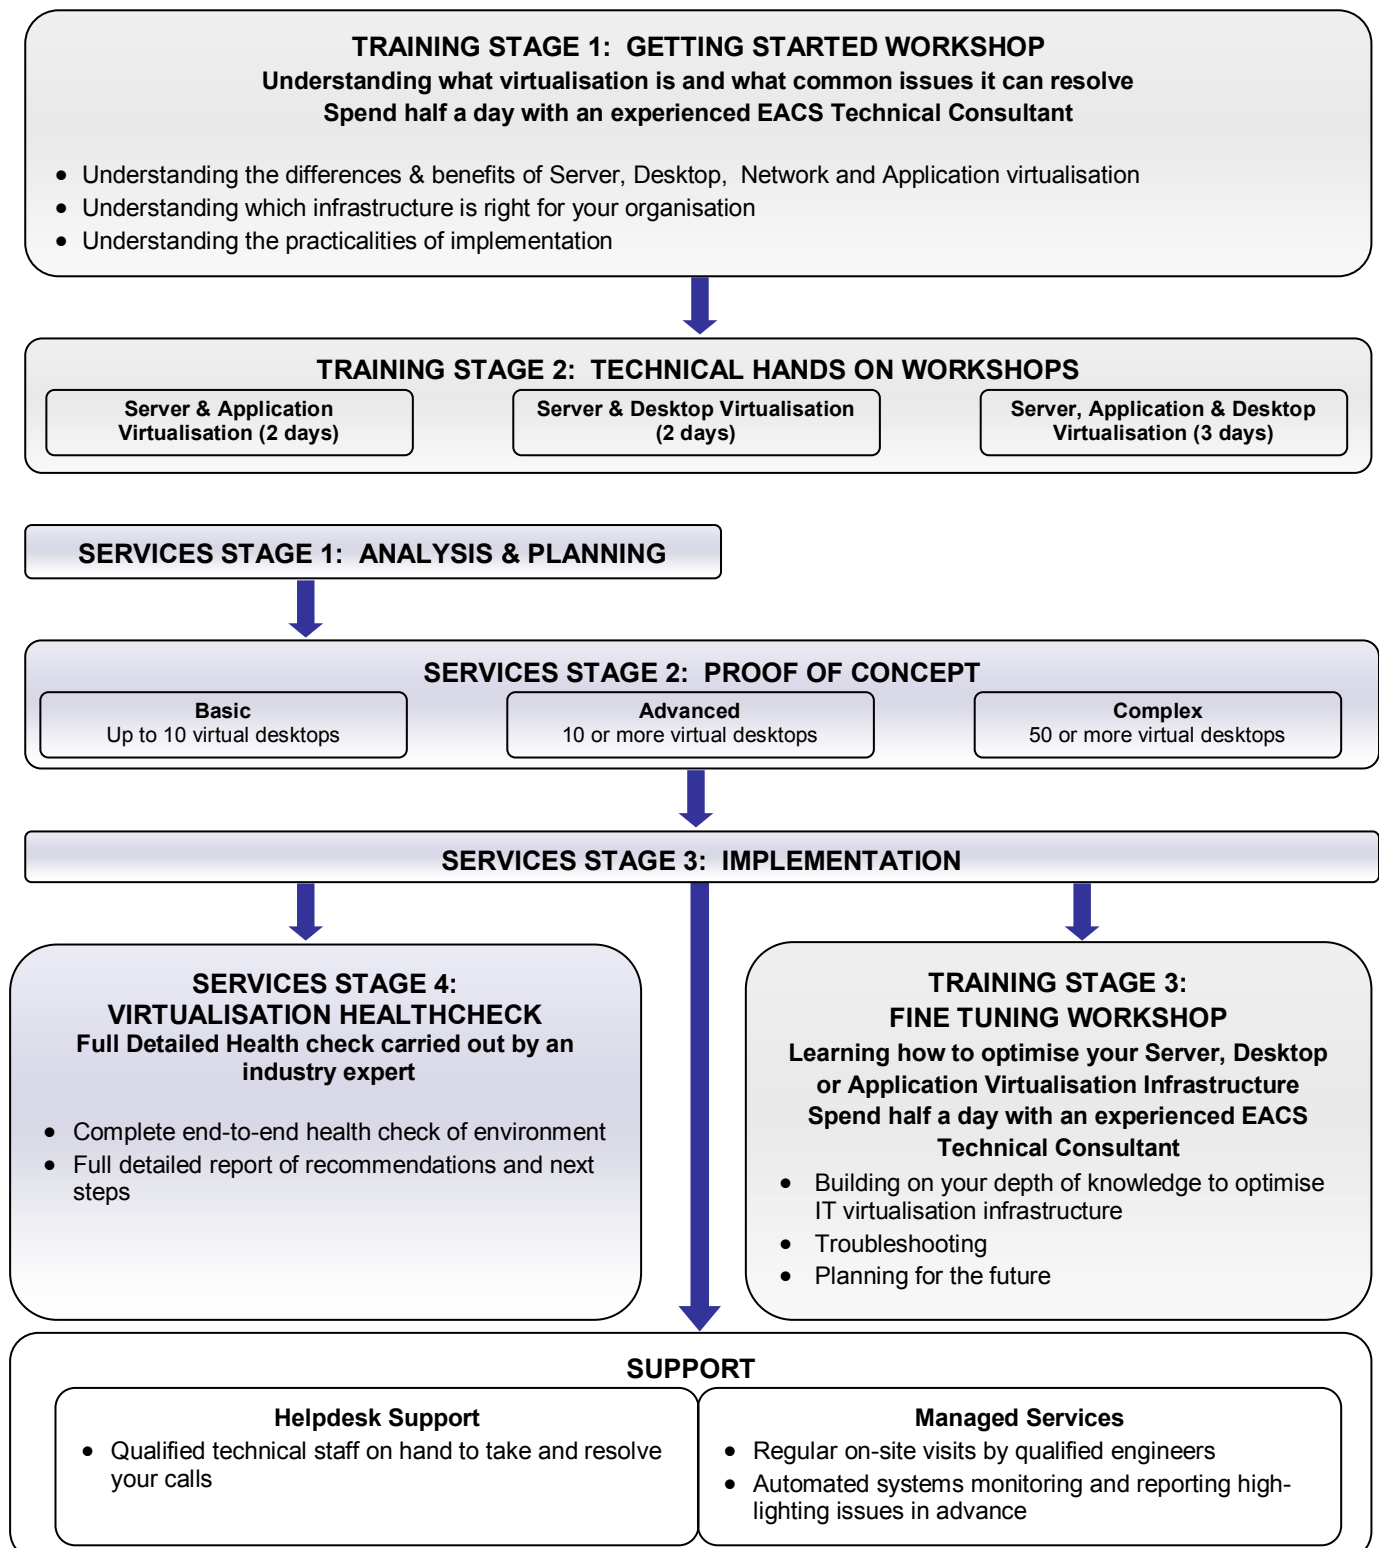 TRAINING STAGE 1:  GETTING STARTED WORKSHOP
Understanding what virtualisation is and what common issues it can resolve
Spend half a day with an experienced EACS Technical Consultant
• Understanding the differences & benefits of Server, Desktop,  Network and Application virtualisation
• Understanding which infrastructure is right for your organisation
• Understanding the practicalities of implementation
TRAINING STAGE 2:  TECHNICAL HANDS ON WORKSHOPS
Server & Application
Virtualisation (2 days)
Server & Desktop Virtualisation
(2 days)
Server, Application & Desktop
Virtualisation (3 days)
SERVICES STAGE 1:  ANALYSIS & PLANNING
SERVICES STAGE 2:  PROOF OF CONCEPT
Basic
Up to 10 virtual desktops
Advanced
10 or more virtual desktops
Complex
50 or more virtual desktops
SERVICES STAGE 3:  IMPLEMENTATION
SERVICES STAGE 4:
VIRTUALISATION HEALTHCHECK
Full Detailed Health check carried out by an
industry expert
• Complete end-to-end health check of environment
• Full detailed report of recommendations and next
steps
TRAINING STAGE 3:
FINE TUNING WORKSHOP
Learning how to optimise your Server, Desktop
or Application Virtualisation Infrastructure
Spend half a day with an experienced EACS
Technical Consultant
• Building on your depth of knowledge to optimise
IT virtualisation infrastructure
• Troubleshooting
• Planning for the future
SUPPORT
Helpdesk Support
• Qualified technical staff on hand to take and resolve
your calls
Managed Services
• Regular on-site visits by qualified engineers
• Automated systems monitoring and reporting high-
lighting issues in advance